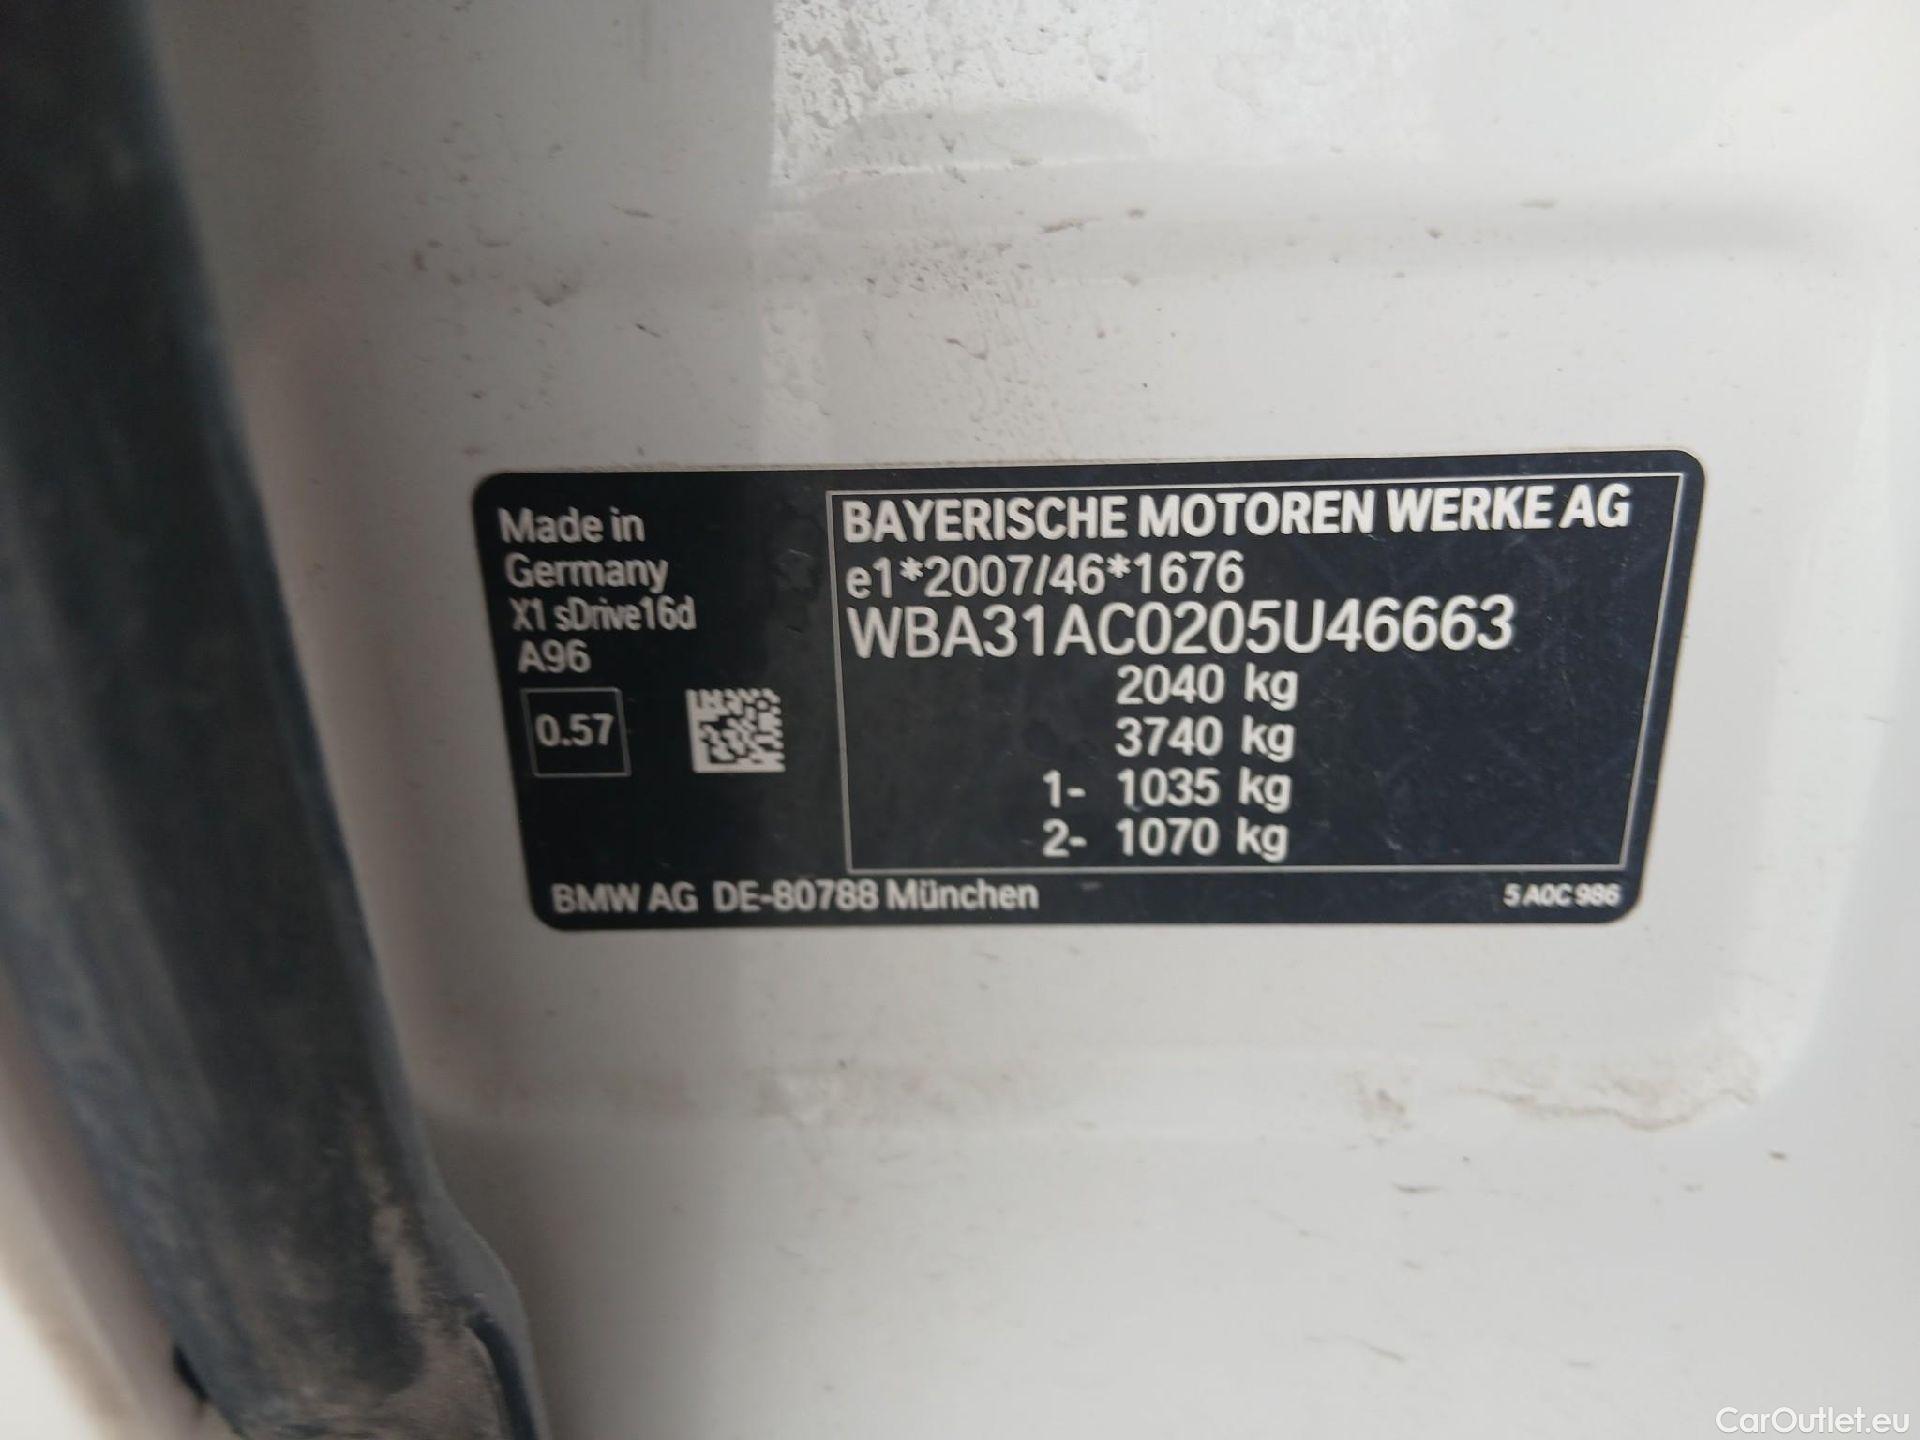 Made in
Germany
X1 sDrive16d
A96
0.57
BAYERISCHE MOTOREN WERKE AG
e1*2007/46*1676
WBA31AC0205U46663
2040 kg
3740 kg
1- 1035 kg
2- 1070 kg
BMW AG DE-80788 München
5 A0C 986
CarOutlet.eu